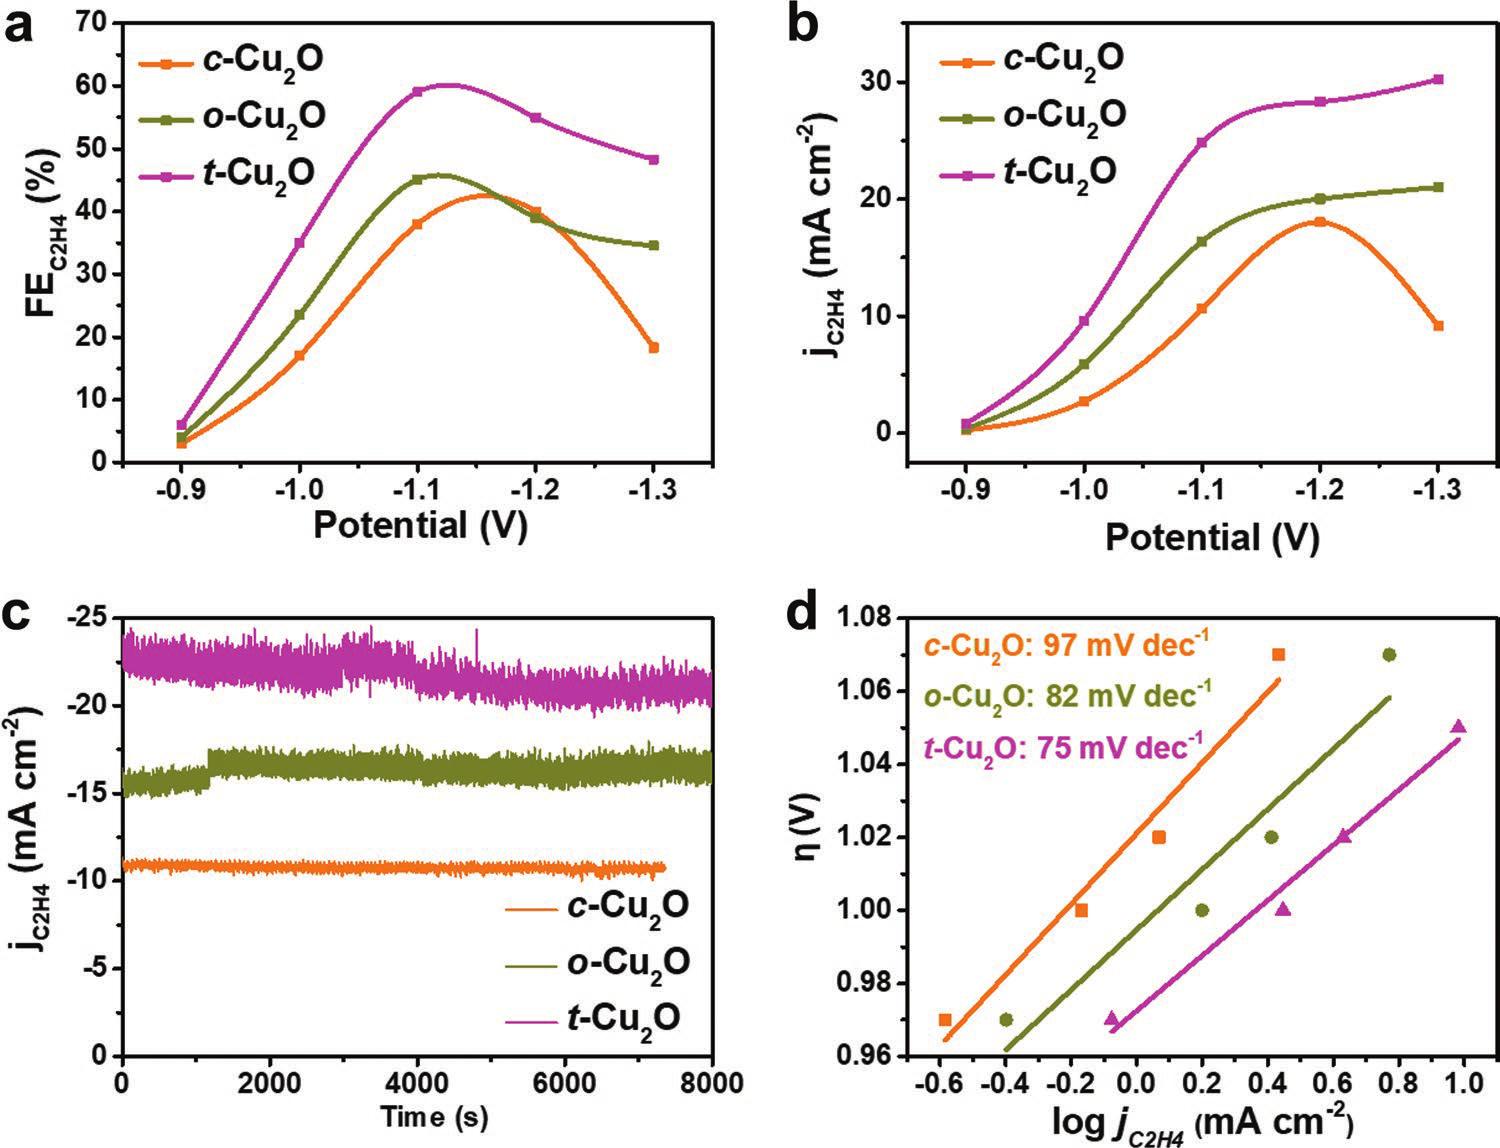 a
70
60
50
40
30
20
10
0
FE_C2H4 (%)
c-Cu₂O
o-Cu₂O
t-Cu₂O
-0.9 -1.0 -1.1 -1.2 -1.3
Potential (V)
b
30
20
10
0
j_C2H4 (mA cm⁻²)
c-Cu₂O
o-Cu₂O
t-Cu₂O
-0.9 -1.0 -1.1 -1.2 -1.3
Potential (V)
c
-25
-20
-15
-10
-5
0
j_C2H4 (mA cm⁻²)
c-Cu₂O
o-Cu₂O
t-Cu₂O
0 2000 4000 6000 8000
Time (s)
d
1.08
1.06
1.04
1.02
1.00
0.98
0.96
η (V)
c-Cu₂O: 97 mV dec⁻¹
o-Cu₂O: 82 mV dec⁻¹
t-Cu₂O: 75 mV dec⁻¹
-0.6 -0.4 -0.2 0.0 0.2 0.4 0.6 0.8 1.0
log j_C2H4 (mA cm⁻²)